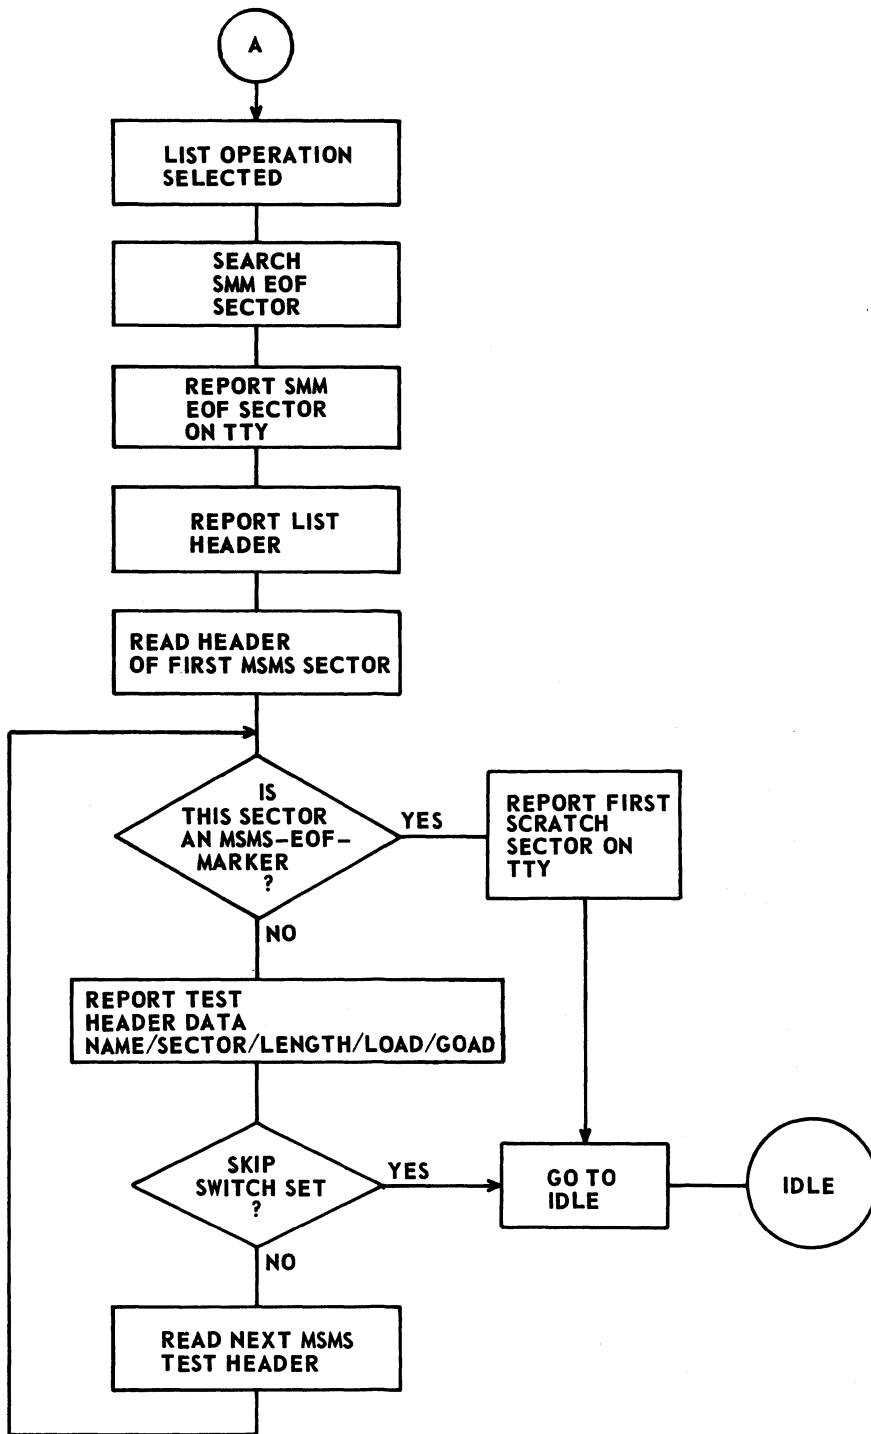 A
LIST OPERATION
SELECTED
SEARCH
SMM EOF
SECTOR
REPORT SMM
EOF SECTOR
ON TTY
REPORT LIST
HEADER
READ HEADER
OF FIRST MSMS SECTOR
IS
THIS SECTOR
AN MSMS-EOF-
MARKER
?
YES
REPORT FIRST
SCRATCH
SECTOR ON
TTY
NO
REPORT TEST
HEADER DATA
NAME/SECTOR/LENGTH/LOAD/GOAD
SKIP
SWITCH SET
?
YES
GO TO
IDLE
IDLE
NO
READ NEXT MSMS
TEST HEADER